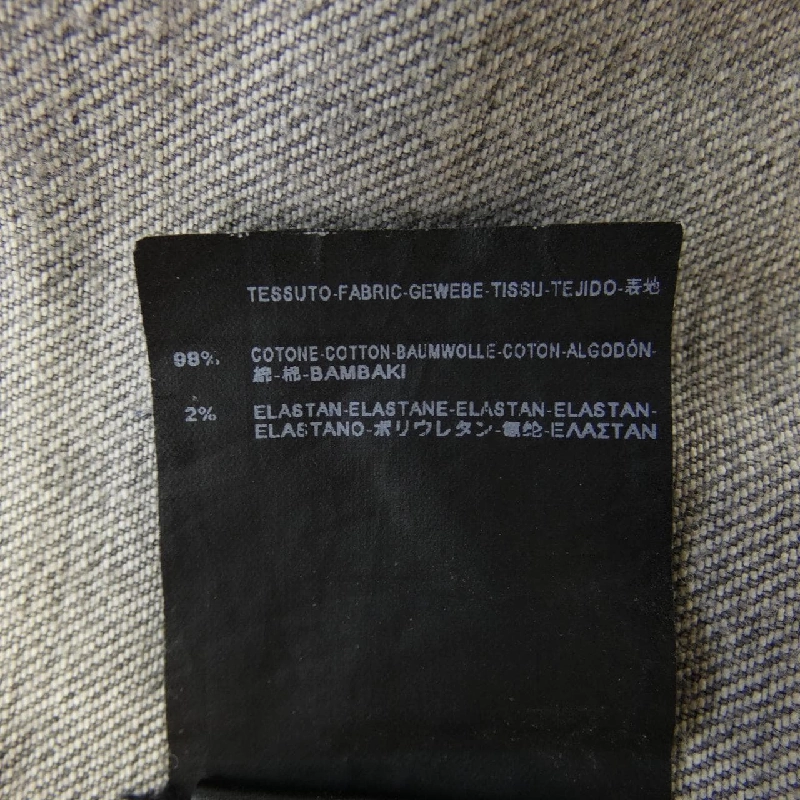 TESSUTO-FABRIC-GEWEBE-TISSU-TEJIDO-表地
98% COTONE-COTTON-BAUMWOLLE-COTON-ALGODÓN-
綿-棉-BAMBAKI
2% ELASTAN-ELASTANE-ELASTAN-ELASTAN-
ELASTANO-ポリウレタン-氨纶-ΕΛΑΣΤΑΝ